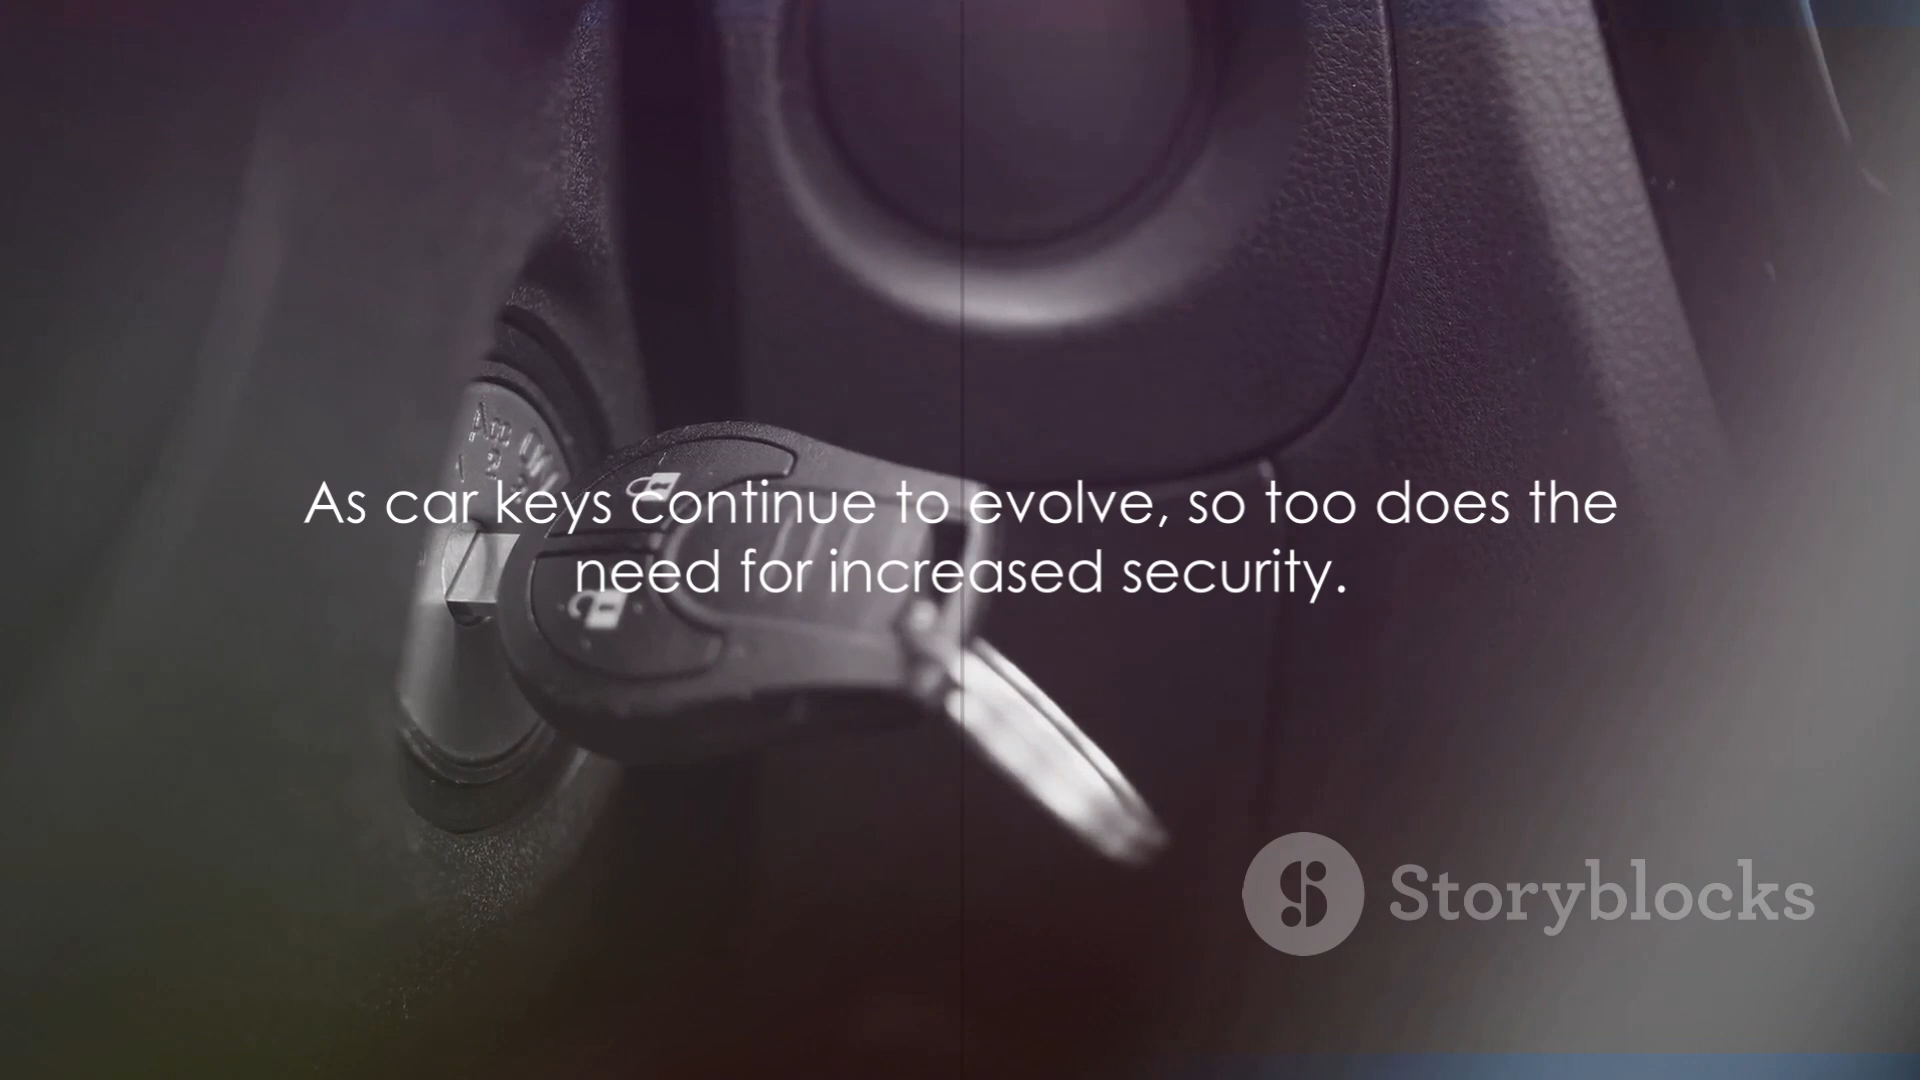 As car keys continue to evolve, so too does the
need for increased security.
Storyblocks